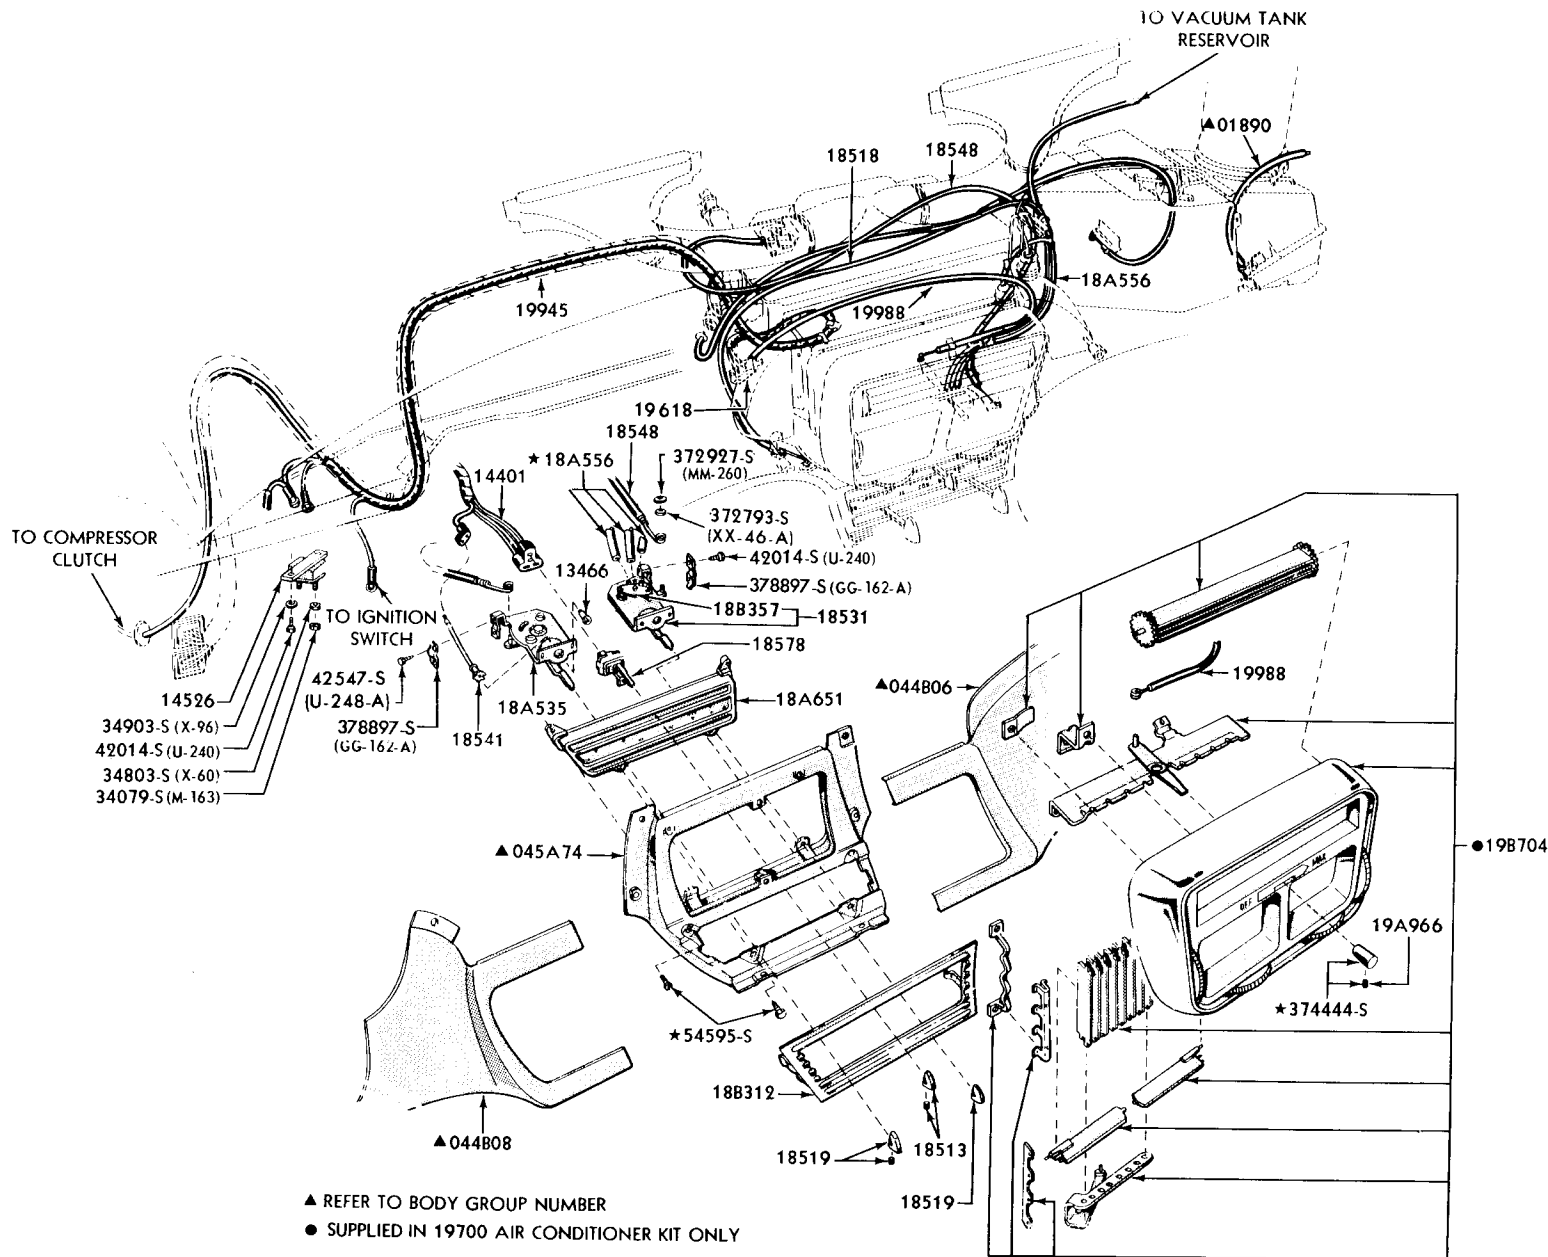 TO VACUUM TANK
RESERVOIR
▲01890
18518
18548
18A556
19945
19988
19618
18548
★18A556
372927-S
(MM-260)
14401
372793-S
(XX-46-A)
42014-S (U-240)
TO COMPRESSOR
CLUTCH
13466
378897-S (GG-162-A)
18B357
18531
TO IGNITION
SWITCH
18578
19988
42547-S
(U-248-A)
▲044B06
14526
18A535
18A651
34903-S (X-96)
378897-S
(GG-162-A)
18541
42014-S (U-240)
34803-S (X-60)
34079-S (M-163)
▲045A74
●19B704
OFF
19A966
★374444-S
★54595-S
18B312
▲044B08
18519
18513
18519
▲ REFER TO BODY GROUP NUMBER
● SUPPLIED IN 19700 AIR CONDITIONER KIT ONLY